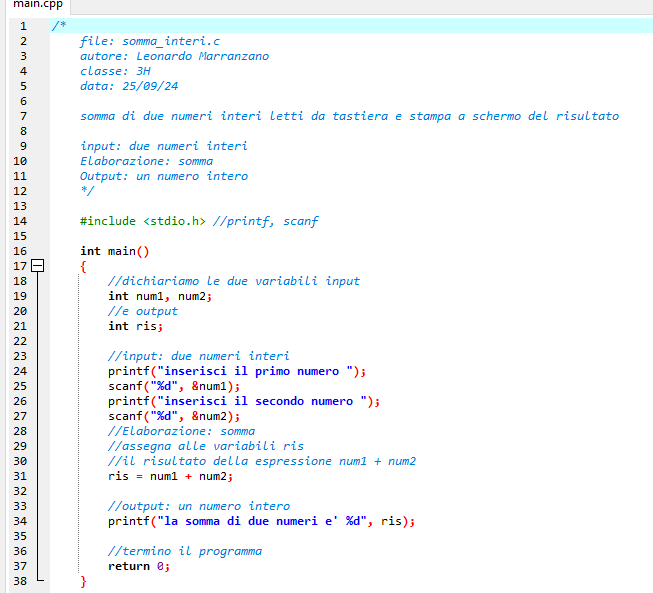 main.cpp
1 /*
2 file: somma_interi.c
3 autore: Leonardo Marranzano
4 classe: 3H
5 data: 25/09/24
6
7 somma di due numeri interi letti da tastiera e stampa a schermo del risultato
8
9 input: due numeri interi
10 Elaborazione: somma
11 Output: un numero intero
12 */
13
14 #include <stdio.h> //printf, scanf
15
16 int main()
17 {
18 //dichiariamo le due variabili input
19 int num1, num2;
20 //e output
21 int ris;
22
23 //input: due numeri interi
24 printf("inserisci il primo numero ");
25 scanf("%d", &num1);
26 printf("inserisci il secondo numero ");
27 scanf("%d", &num2);
28 //Elaborazione: somma
29 //assegna alle variabili ris
30 //il risultato della espressione num1 + num2
31 ris = num1 + num2;
32
33 //output: un numero intero
34 printf("la somma di due numeri e' %d", ris);
35
36 //termino il programma
37 return 0;
38 }